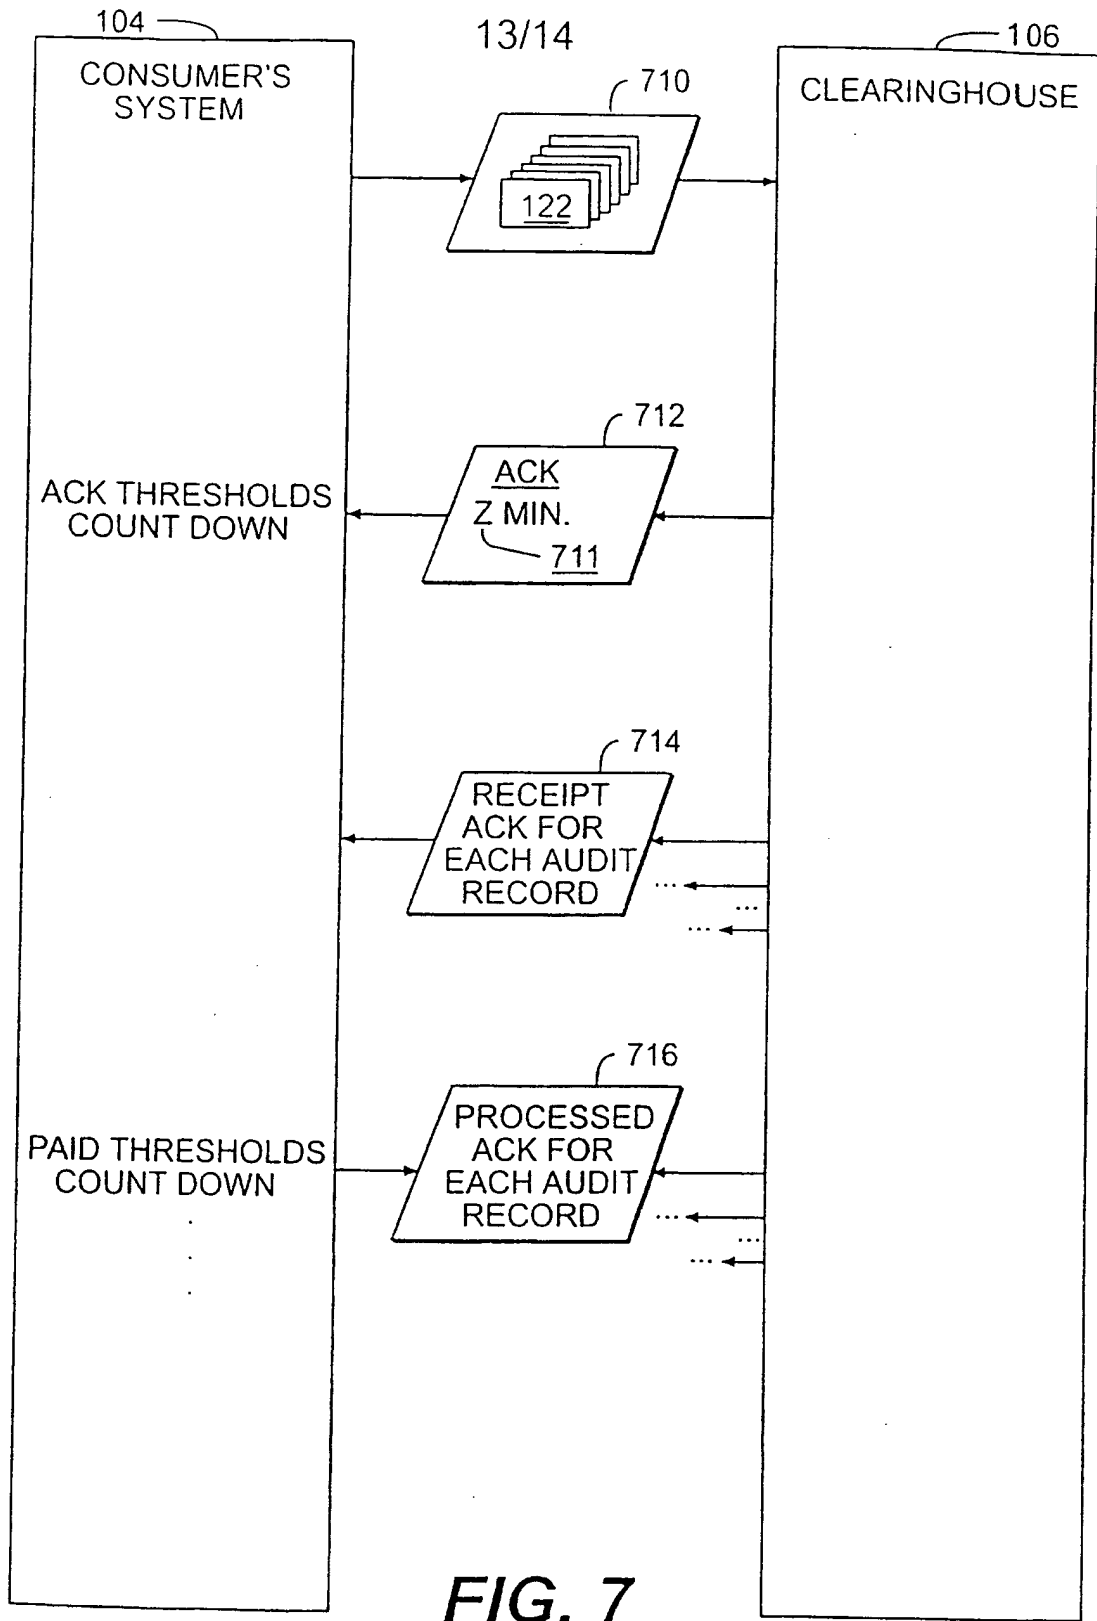 13/14
104
CONSUMER'S
SYSTEM
106
CLEARINGHOUSE
710
122
712
ACK
Z MIN.
711
ACK THRESHOLDS
COUNT DOWN
714
RECEIPT
ACK FOR
EACH AUDIT
RECORD
...
...
...
716
PROCESSED
ACK FOR
EACH AUDIT
RECORD
...
...
...
PAID THRESHOLDS
COUNT DOWN
.
.
.
FIG. 7